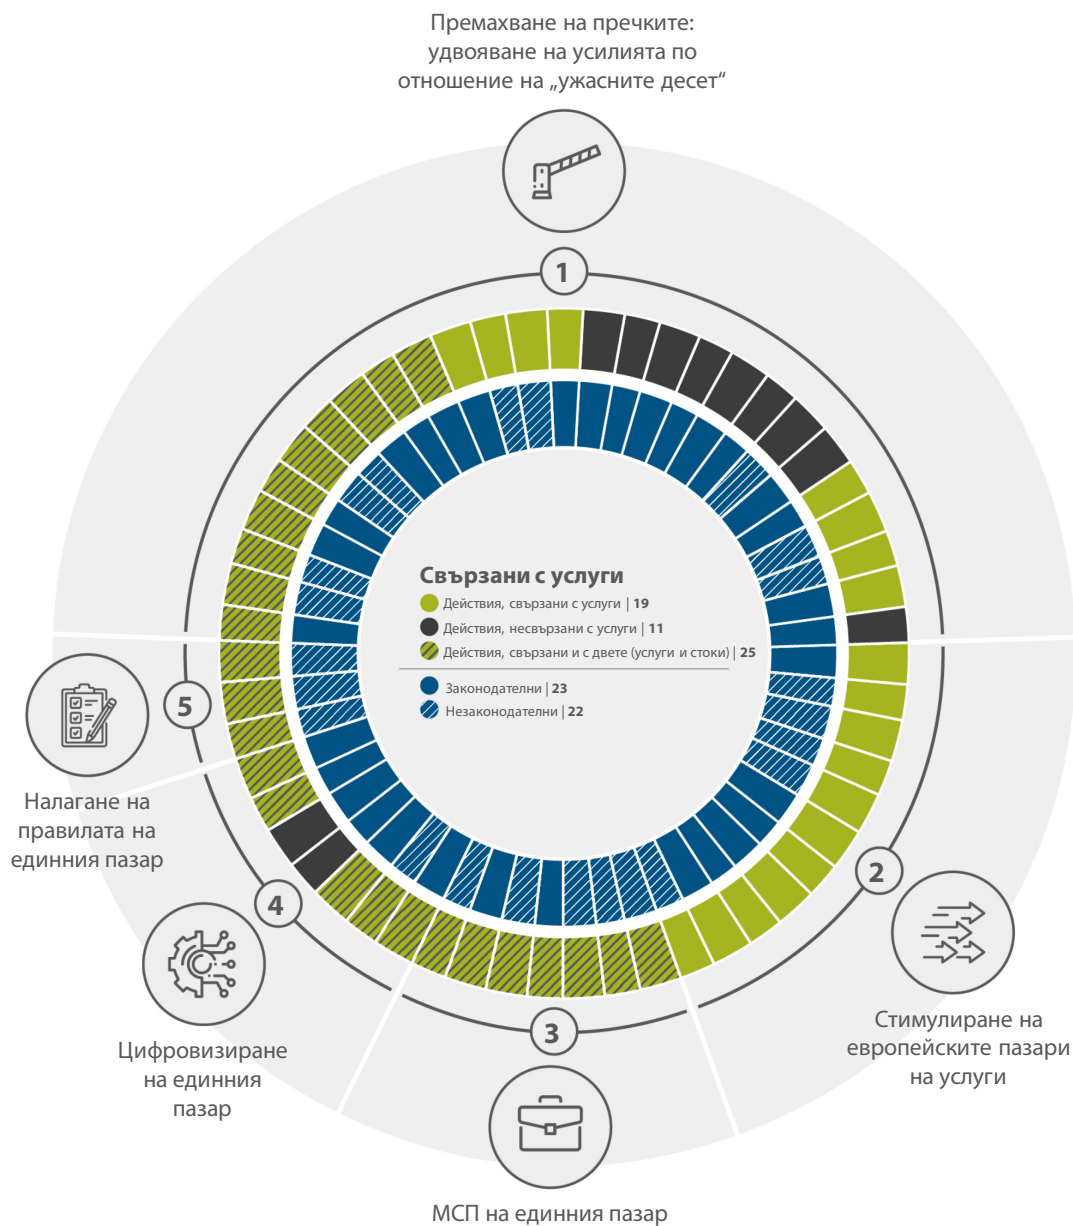 Премахване на пречките:
удвояване на усилията по
отношение на „ужасните десет“
1
Свързани с услуги
Действия, свързани с услуги | 19
Действия, несвързани с услуги | 11
Действия, свързани и с двете (услуги и стоки) | 25
Законодателни | 23
Незаконодателни | 22
5
Налагане на
правилата на
единния пазар
4
Цифровизиране
на единния
пазар
2
Стимулиране на
европейските пазари
на услуги
3
МСП на единния пазар